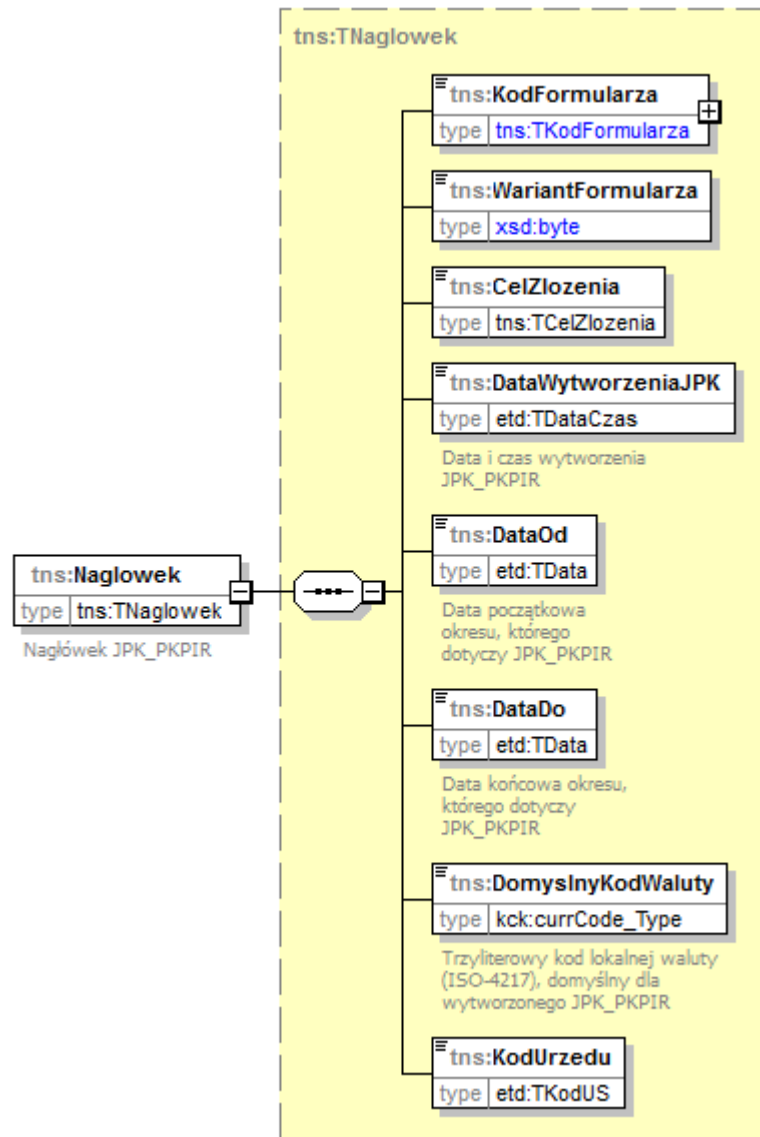 tns:TNaglowek
tns:KodFormularza
type tns:TKodFormularza
tns:WariantFormularza
type xsd:byte
tns:CelZlozenia
type tns:TCelZlozenia
tns:DataWytworzeniaJPK
type etd:TDataCzas
Data i czas wytworzenia
JPK_PKPIR
tns:DataOd
type etd:TData
Data początkowa
okresu, którego
dotyczy JPK_PKPIR
tns:Naglowek
type tns:TNaglowek
Nagłówek JPK_PKPIR
tns:DataDo
type etd:TData
Data końcowa okresu,
którego dotyczy
JPK_PKPIR
tns:DomyslnyKodWaluty
type kck:currCode_Type
Trzyliterowy kod lokalnej waluty
(ISO-4217), domyślny dla
wytworzonego JPK_PKPIR
tns:KodUrzedu
type etd:TKodUS